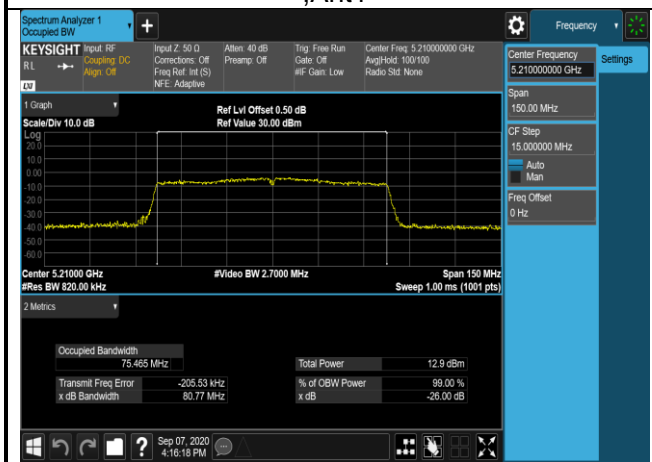 Spectrum Analyzer 1
Occupied BW
+
Frequency
KEYSIGHT
R L
LXI
Input: RF
Coupling: DC
Align: Off
Input Z: 50 Ω
Corrections: Off
Freq Ref: Int (S)
NFE: Adaptive
Atten: 40 dB
Preamp: Off
Trig: Free Run
Gate: Off
#IF Gain: Low
Center Freq: 5.210000000 GHz
Avg|Hold: 100/100
Radio Std: None
Center Frequency
5.210000000 GHz
Settings
Span
150.00 MHz
CF Step
15.000000 MHz
Auto
Man
Freq Offset
0 Hz
1 Graph
Scale/Div 10.0 dB
Ref Lvl Offset 0.50 dB
Ref Value 30.00 dBm
Log
20.0
10.0
0.00
-10.0
-20.0
-30.0
-40.0
-50.0
-60.0
Center 5.21000 GHz
#Res BW 820.00 kHz
#Video BW 2.7000 MHz
Span 150 MHz
Sweep 1.00 ms (1001 pts)
2 Metrics
Occupied Bandwidth
75.465 MHz
Total Power 12.9 dBm
Transmit Freq Error -205.53 kHz
% of OBW Power 99.00 %
x dB Bandwidth 80.77 MHz
x dB -26.00 dB
?
Sep 07, 2020
4:16:18 PM